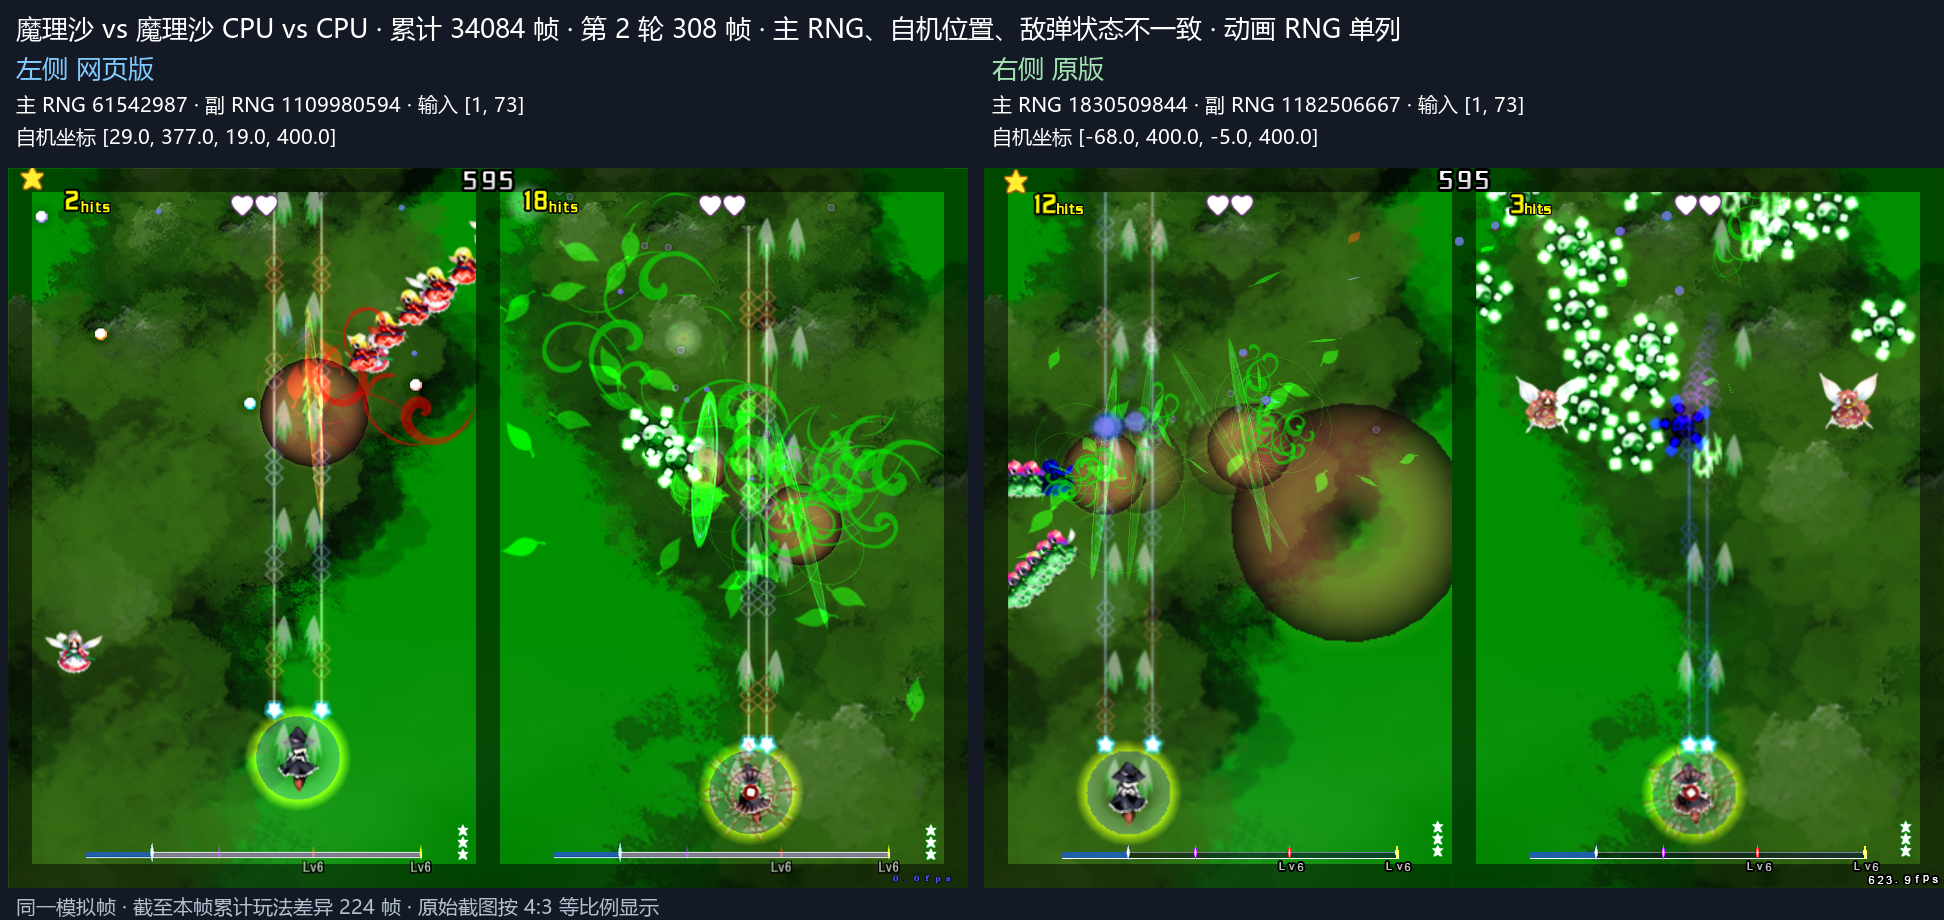 魔理沙 vs 魔理沙 CPU vs CPU · 累计 34084 帧 · 第 2 轮 308 帧 · 主 RNG、自机位置、敌弹状态不一致 · 动画 RNG 单列
左侧 网页版
主 RNG 61542987 · 副 RNG 1109980594 · 输入 [1, 73]
自机坐标 [29.0, 377.0, 19.0, 400.0]
右侧 原版
主 RNG 1830509844 · 副 RNG 1182506667 · 输入 [1, 73]
自机坐标 [-68.0, 400.0, -5.0, 400.0]
595
2hits
18hits
Lv6
Lv6
Lv6
Lv6
0.0fps
595
12hits
3hits
Lv6
Lv6
Lv6
Lv6
623.9fps
同一模拟帧 · 截至本帧累计玩法差异 224 帧 · 原始截图按 4:3 等比例显示